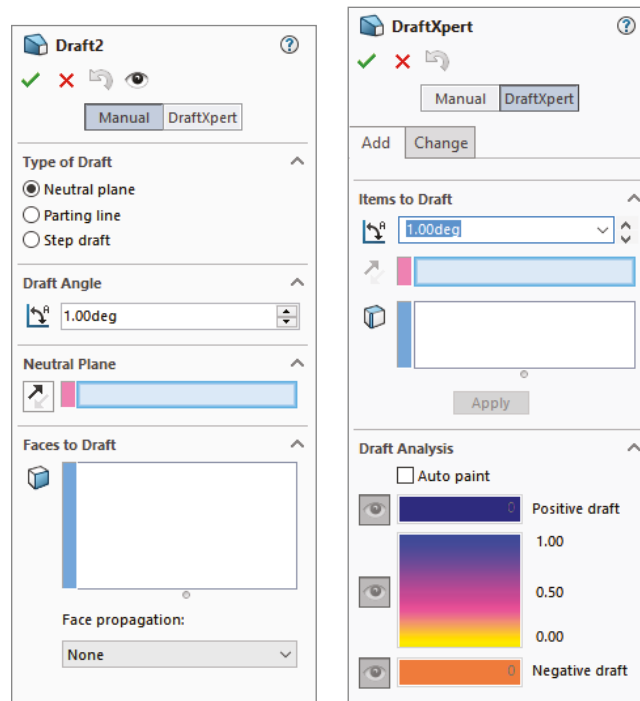 Draft2
Manual DraftXpert
Type of Draft
Neutral plane
Parting line
Step draft
Draft Angle
1.00deg
Neutral Plane
Faces to Draft
Face propagation:
None
DraftXpert
Manual DraftXpert
Add Change
Items to Draft
1.00deg
Apply
Draft Analysis
Auto paint
0 Positive draft
1.00
0.50
0.00
0 Negative draft